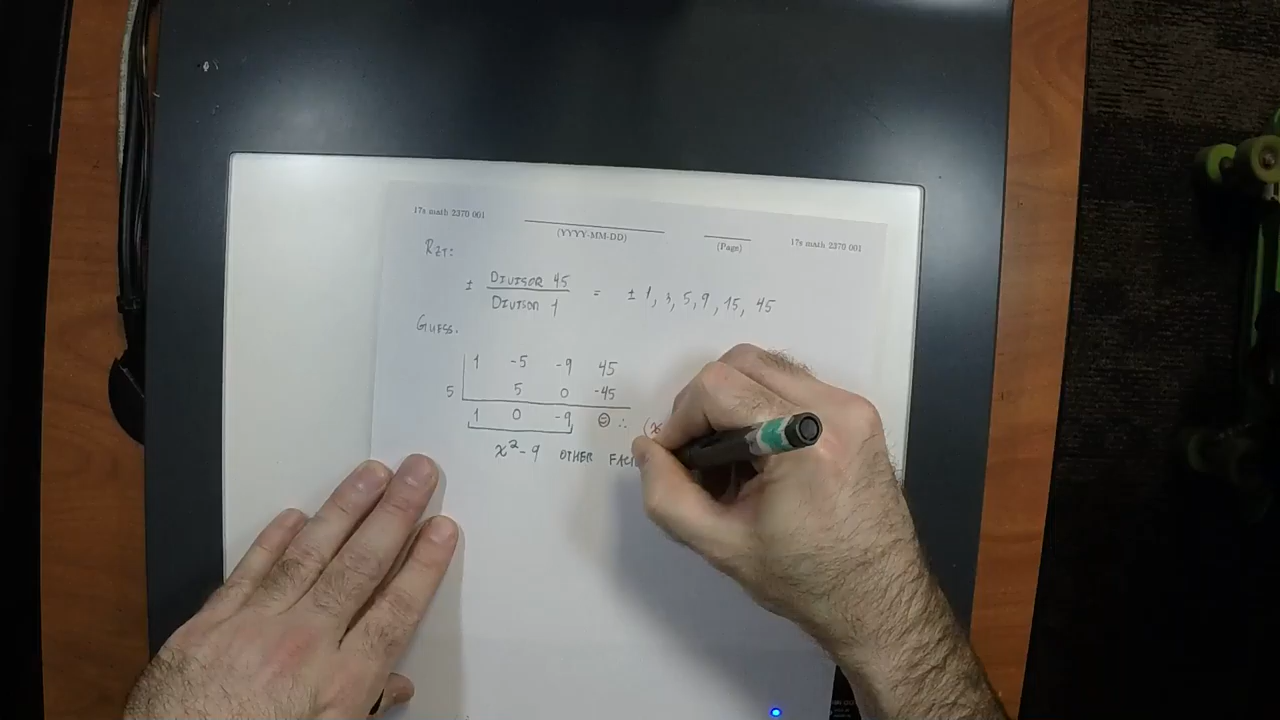 17s math 2370 001 (YYYY-MM-DD) (Page) 17s math 2370 001
RZT:
± DIVISOR 45 / DIVISOR 1 = ± 1, 3, 5, 9, 15, 45
GUESS.
1 -5 -9 45
5 5 0 -45
1 0 -9 ∴ (x
x²-9 OTHER